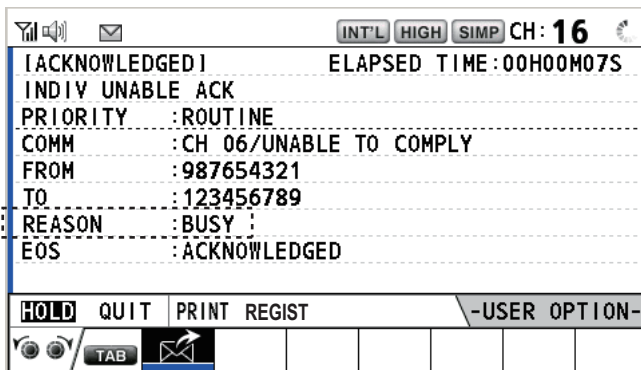 INT'L HIGH SIMP CH: 16
[ACKNOWLEDGED] ELAPSED TIME:00H00M07S
INDIV UNABLE ACK
PRIORITY :ROUTINE
COMM :CH 06/UNABLE TO COMPLY
FROM :987654321
TO :123456789
REASON :BUSY
EOS :ACKNOWLEDGED
HOLD QUIT PRINT REGIST -USER OPTION-
TAB